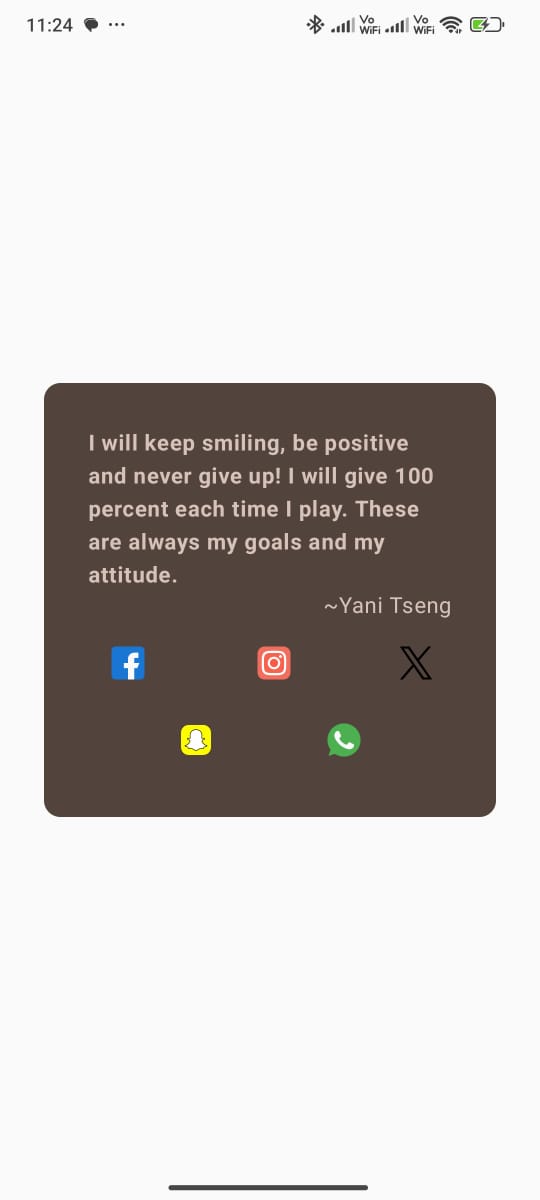 11:24
Vo
WiFi
Vo
WiFi
I will keep smiling, be positive
and never give up! I will give 100
percent each time I play. These
are always my goals and my
attitude.
~Yani Tseng